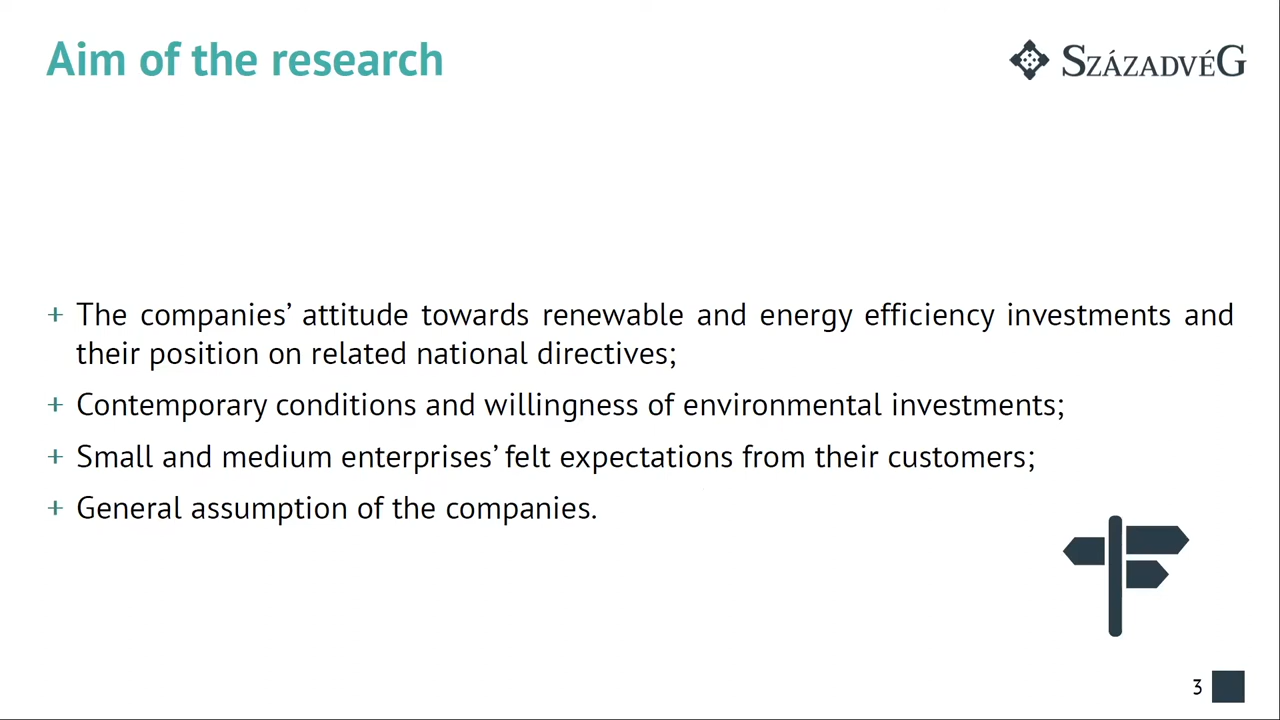 Aim of the research
SZÁZADVÉG
+ The companies’ attitude towards renewable and energy efficiency investments and
their position on related national directives;
+ Contemporary conditions and willingness of environmental investments;
+ Small and medium enterprises’ felt expectations from their customers;
+ General assumption of the companies.
3